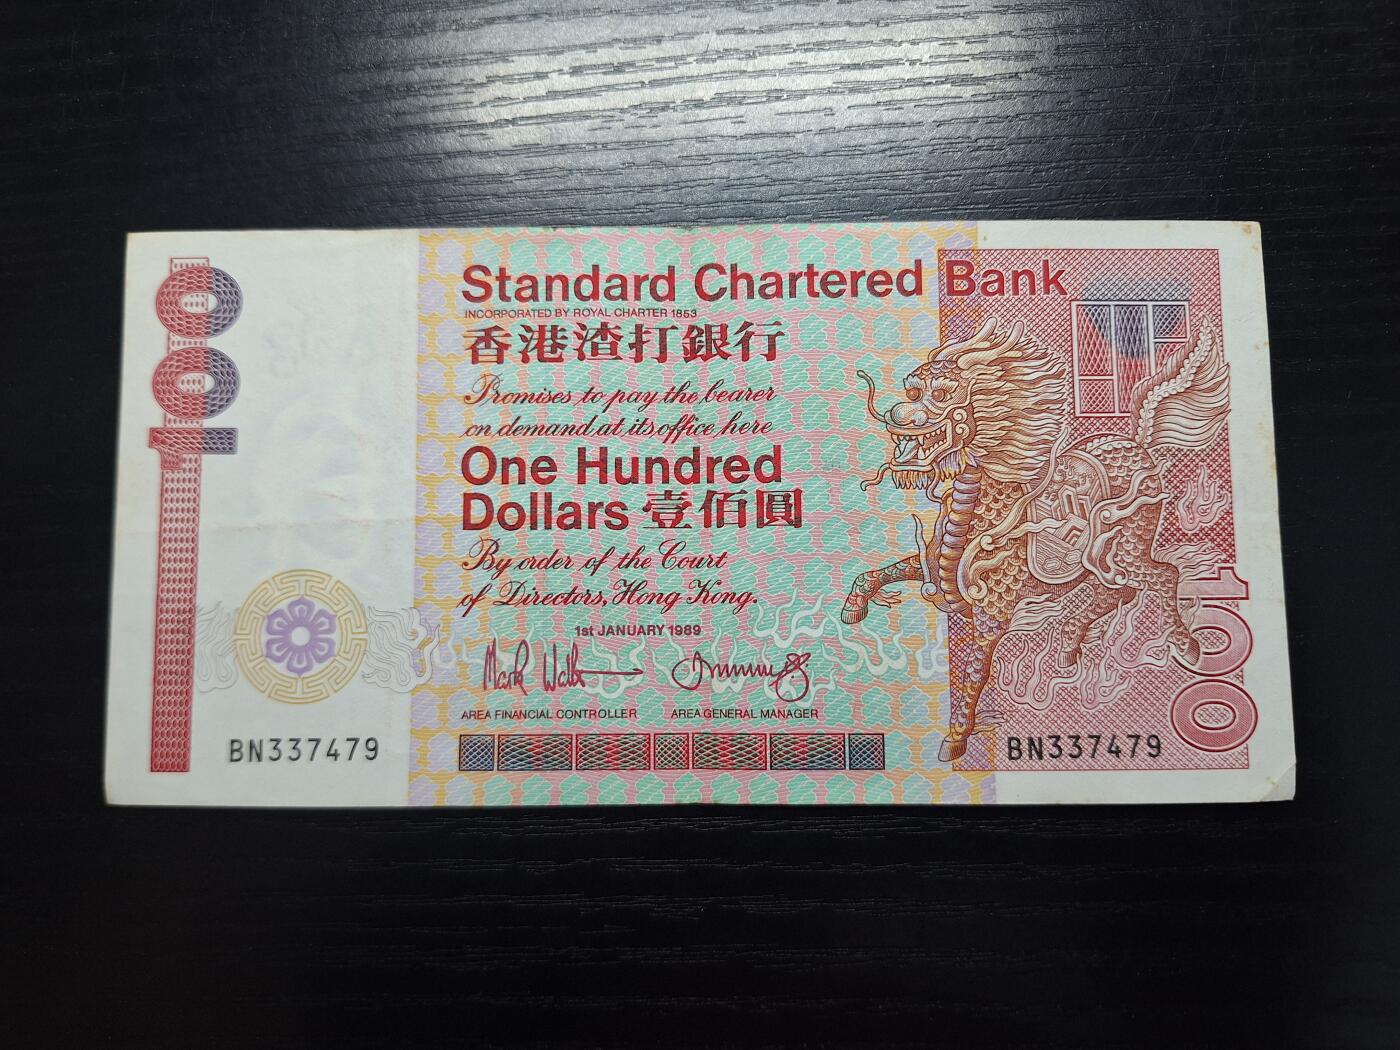 100
Standard Chartered Bank
INCORPORATED BY ROYAL CHARTER 1853
香港渣打銀行
Promises to pay the bearer
on demand at its office here
One Hundred
Dollars 壹佰圓
By order of the Court
of Directors, Hong Kong.
1st JANUARY 1989
AREA FINANCIAL CONTROLLER AREA GENERAL MANAGER
BN337479
BN337479
100